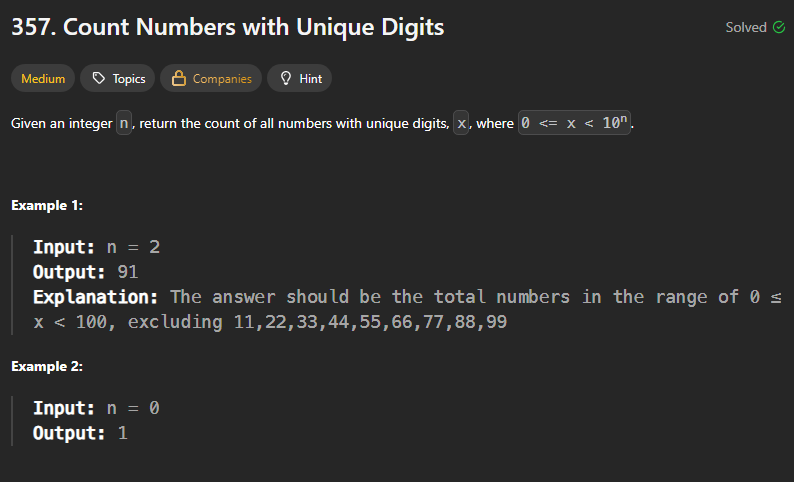 357. Count Numbers with Unique Digits
Solved
Medium Topics Companies Hint
Given an integer n, return the count of all numbers with unique digits, x, where 0 <= x < 10ⁿ.
Example 1:
Input: n = 2
Output: 91
Explanation: The answer should be the total numbers in the range of 0 ≤
x < 100, excluding 11,22,33,44,55,66,77,88,99
Example 2:
Input: n = 0
Output: 1